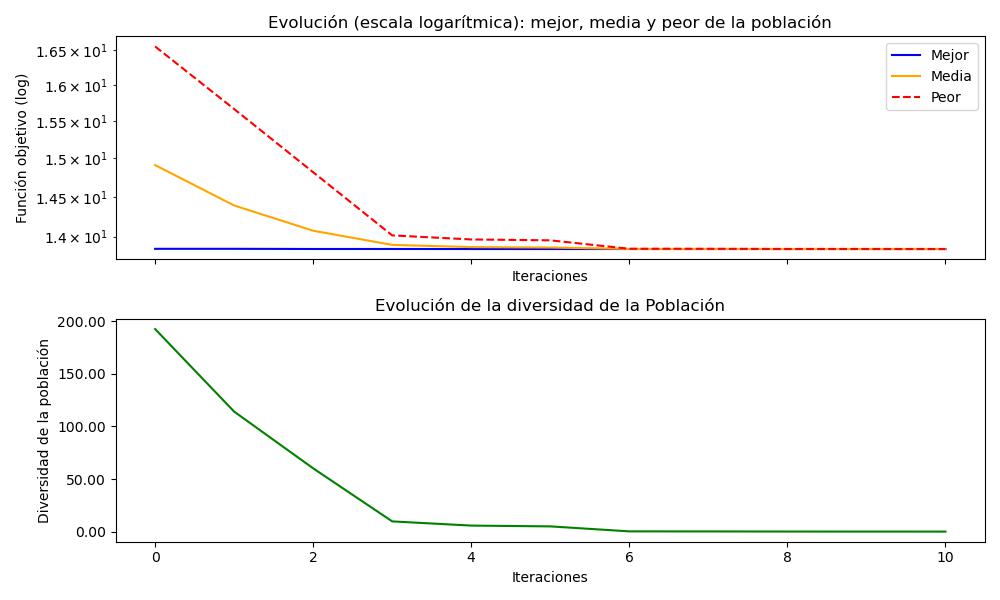 Evolución (escala logarítmica): mejor, media y peor de la población
Función objetivo (log)
1.65 × 10¹
1.6 × 10¹
1.55 × 10¹
1.5 × 10¹
1.45 × 10¹
1.4 × 10¹
Mejor
Media
Peor
Iteraciones
Evolución de la diversidad de la Población
Diversidad de la población
200.00
150.00
100.00
50.00
0.00
0 2 4 6 8 10
Iteraciones